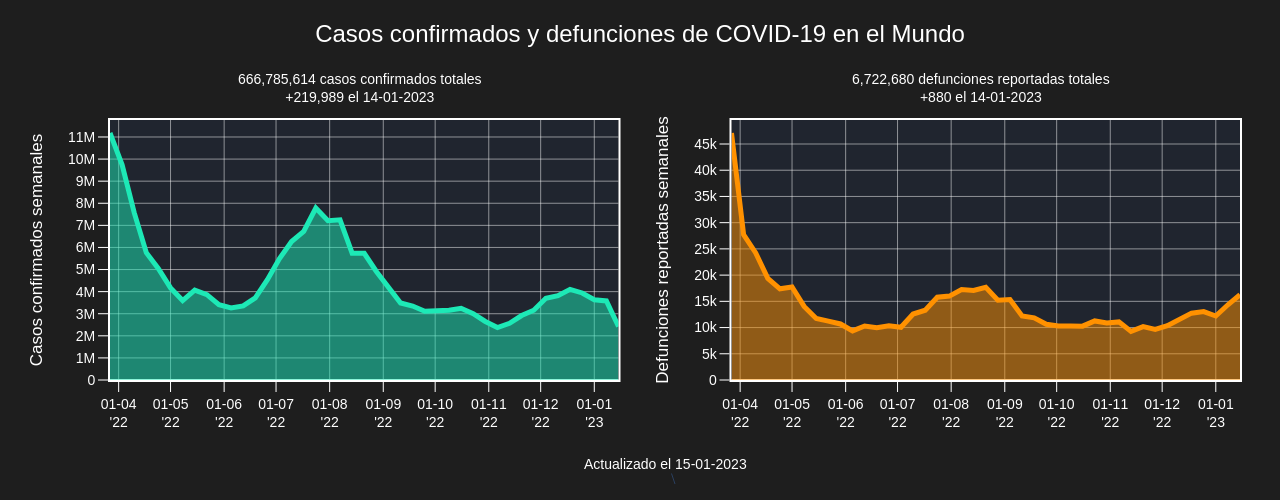 Casos confirmados y defunciones de COVID-19 en el Mundo
666,785,614 casos confirmados totales
+219,989 el 14-01-2023
Casos confirmados semanales
11M
10M
9M
8M
7M
6M
5M
4M
3M
2M
1M
0
01-04 01-05 01-06 01-07 01-08 01-09 01-10 01-11 01-12 01-01
'22 '22 '22 '22 '22 '22 '22 '22 '22 '23
6,722,680 defunciones reportadas totales
+880 el 14-01-2023
Defunciones reportadas semanales
45k
40k
35k
30k
25k
20k
15k
10k
5k
0
01-04 01-05 01-06 01-07 01-08 01-09 01-10 01-11 01-12 01-01
'22 '22 '22 '22 '22 '22 '22 '22 '22 '23
Actualizado el 15-01-2023
\